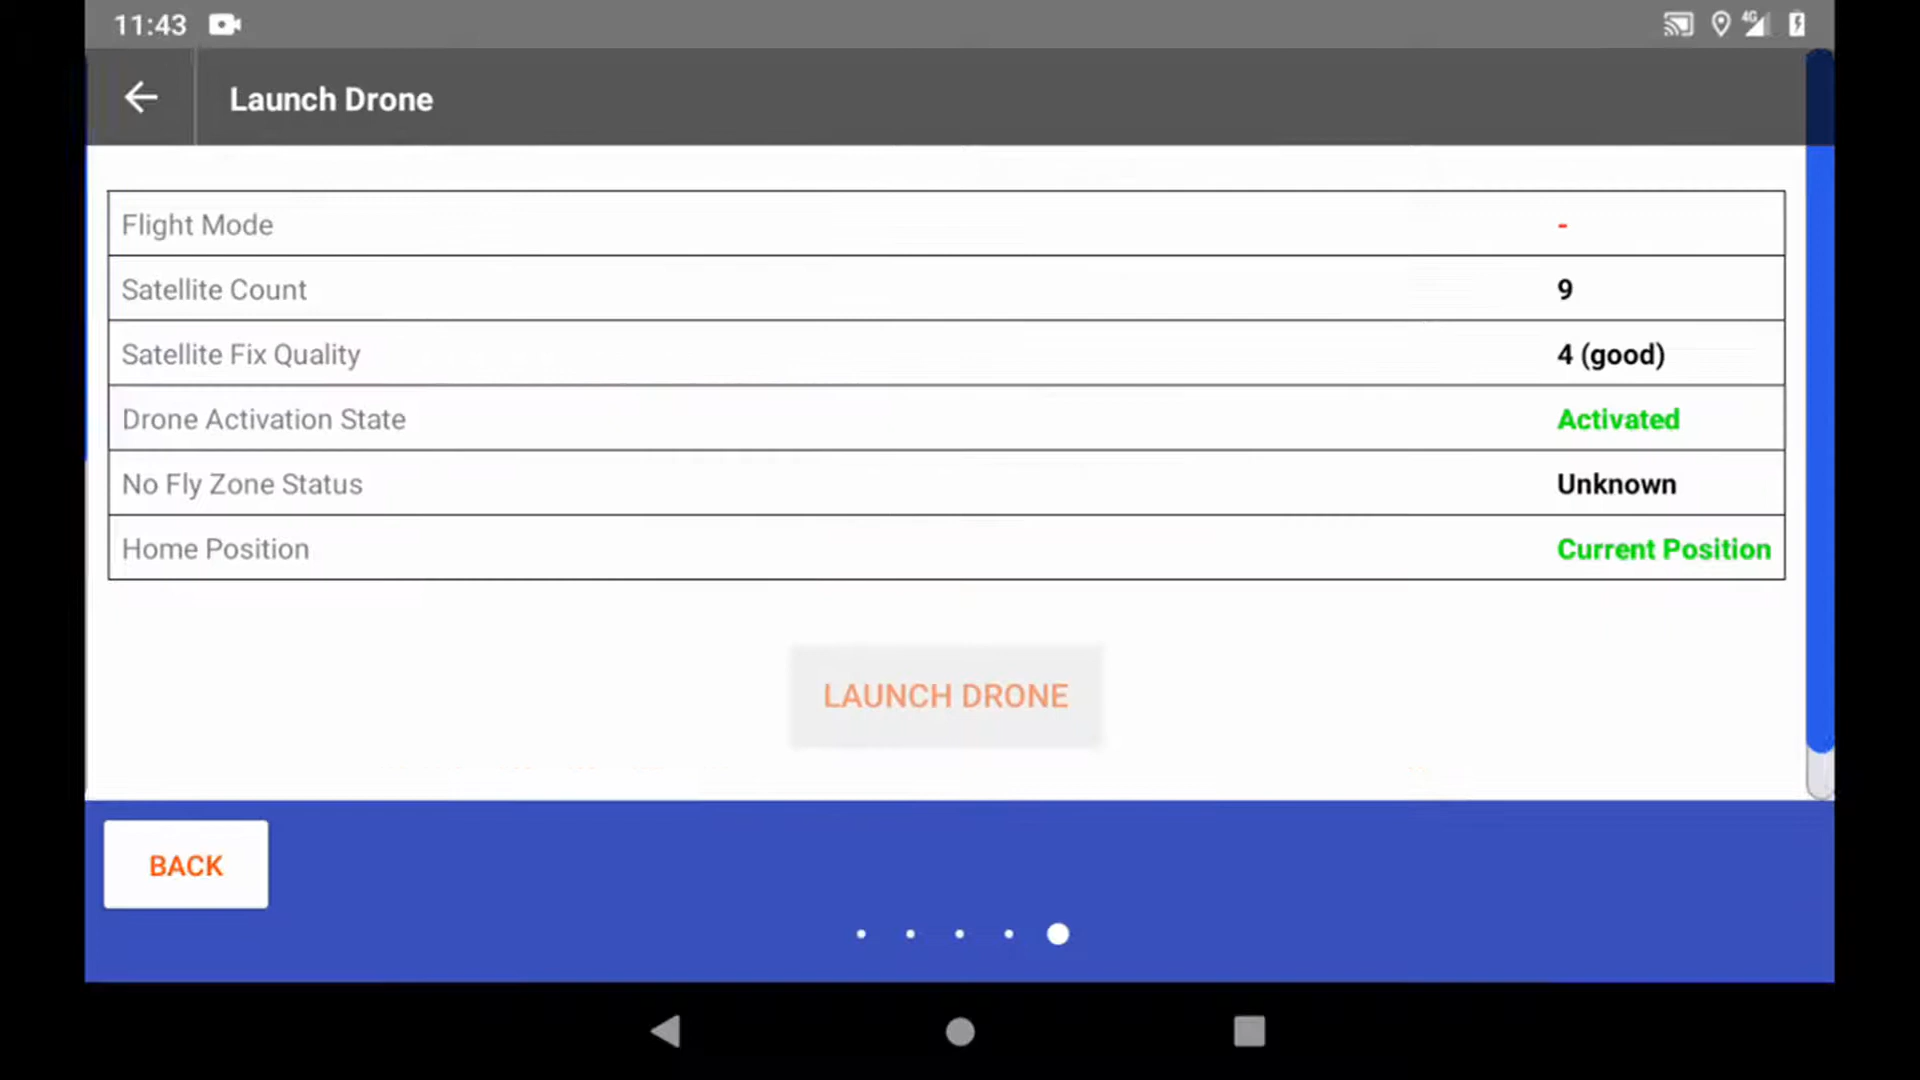 11:43 4G
Launch Drone
Flight Mode -
Satellite Count 9
Satellite Fix Quality 4 (good)
Drone Activation State Activated
No Fly Zone Status Unknown
Home Position Current Position
LAUNCH DRONE
BACK